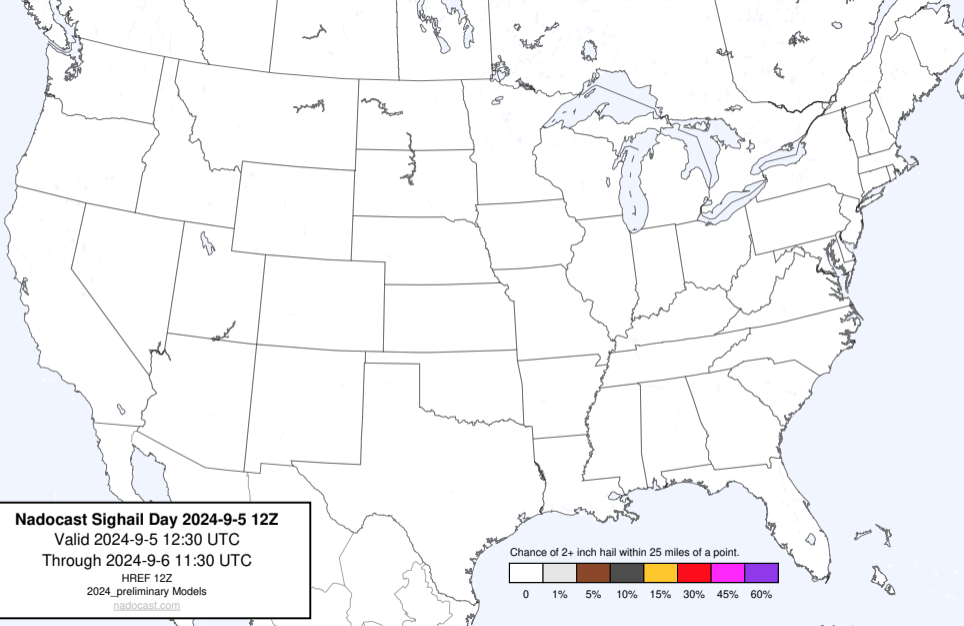 Nadocast Sighail Day 2024-9-5 12Z
Valid 2024-9-5 12:30 UTC
Through 2024-9-6 11:30 UTC
HREF 12Z
2024_preliminary Models
nadocast.com
Chance of 2+ inch hail within 25 miles of a point.
0 1% 5% 10% 15% 30% 45% 60%